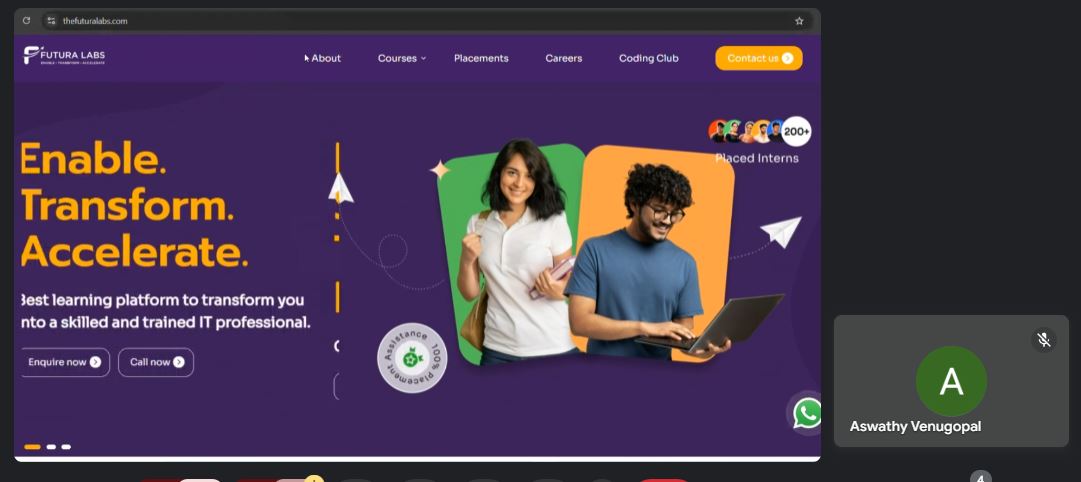 thefuturalabs.com
FUTURA LABS
ENABLE • TRANSFORM • ACCELERATE
About
Courses
Placements
Careers
Coding Club
Contact us
200+
Placed Interns
Enable.
Transform.
Accelerate.
Best learning platform to transform you
into a skilled and trained IT professional.
Enquire now
Call now
100% Placement Assistance
A
Aswathy Venugopal
4